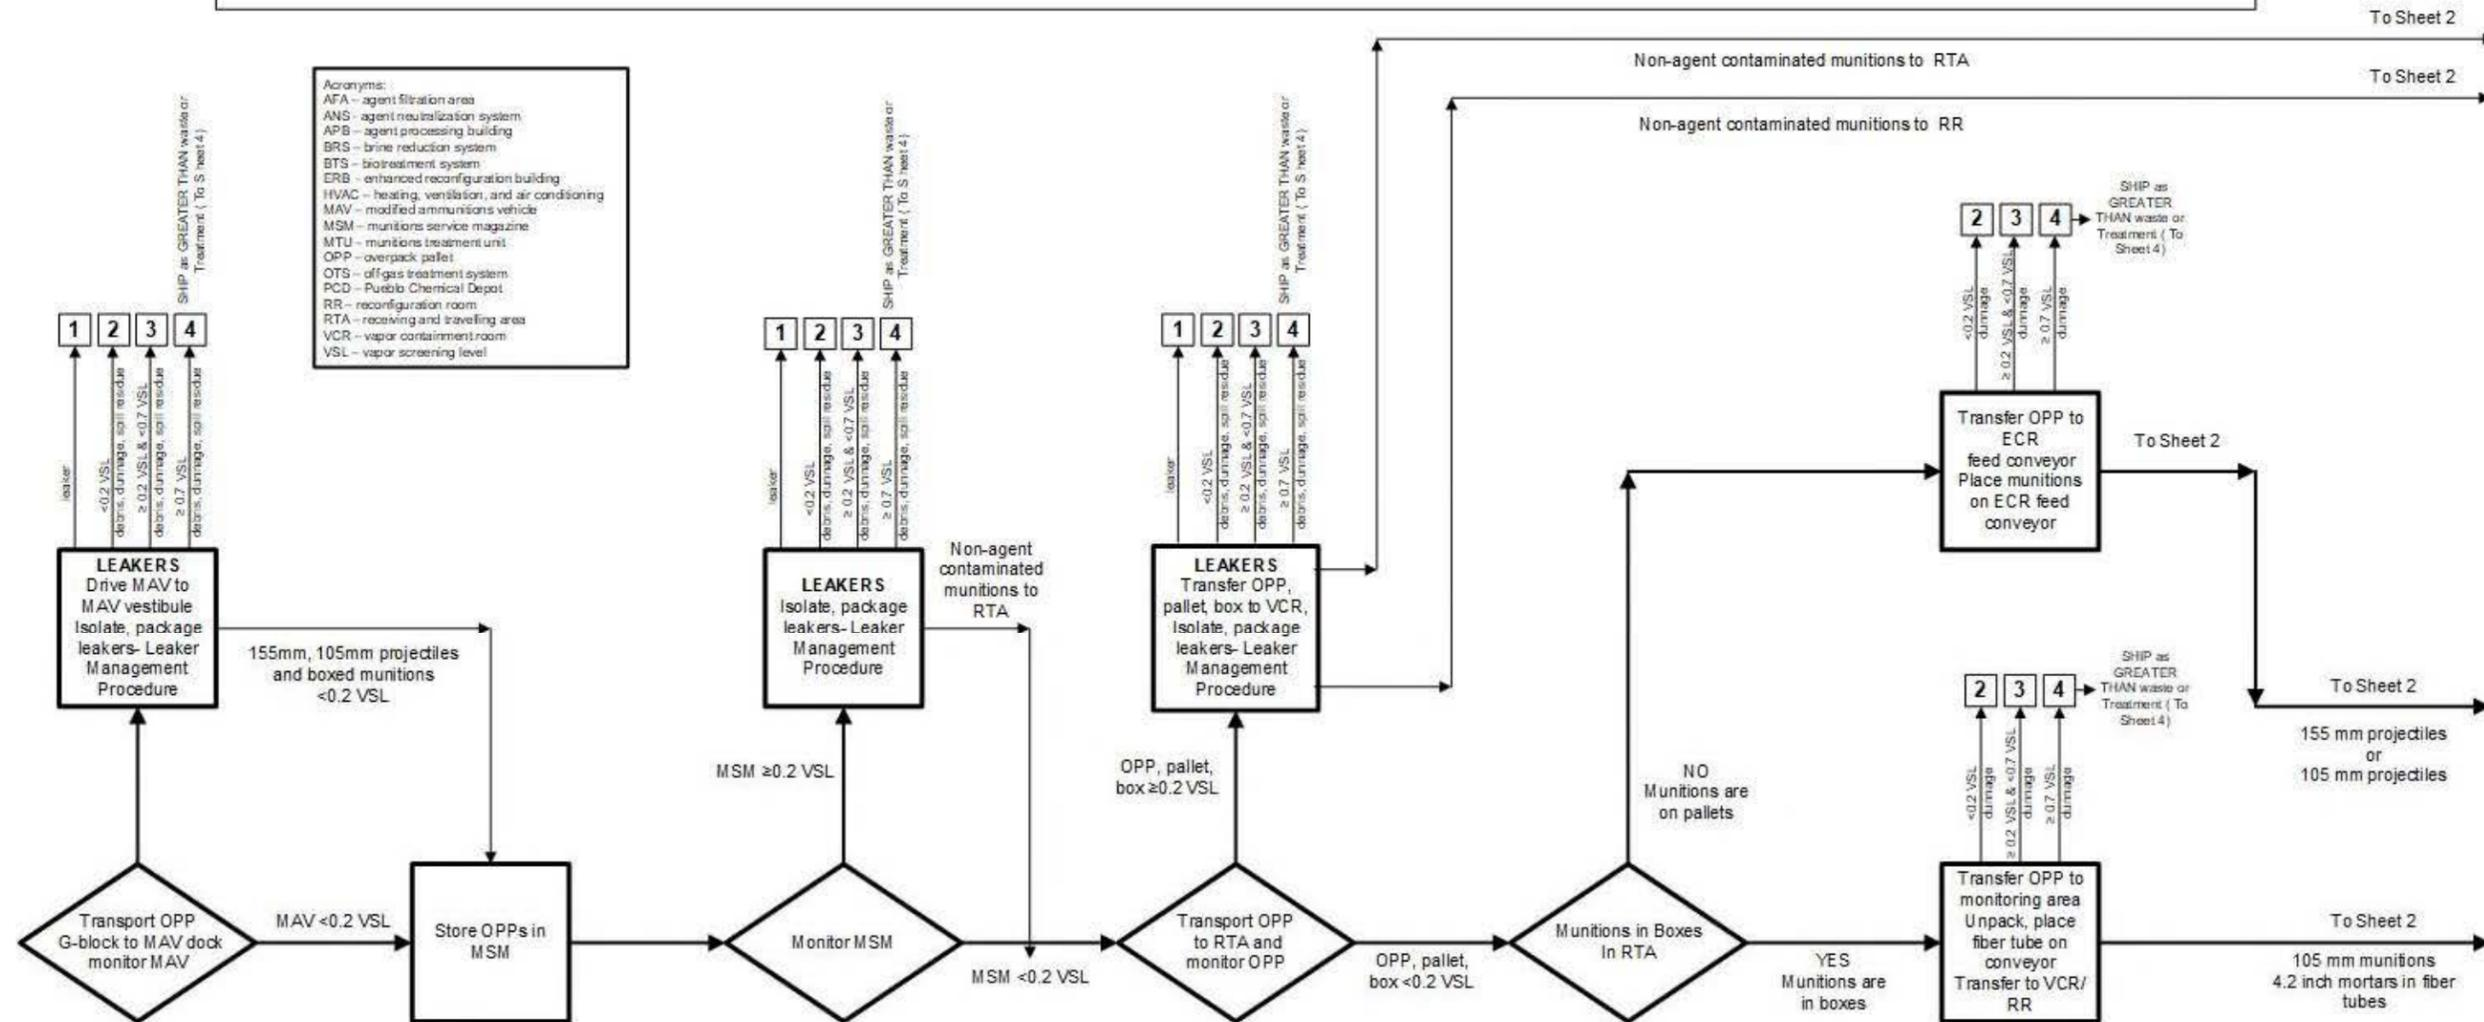 To Sheet 2
Non-agent contaminated munitions to RTA
To Sheet 2
Non-agent contaminated munitions to RR
Acronyms:
AFA – agent filtration area
ANS - agent neutralization system
APB – agent processing building
BRS – brine reduction system
BTS – biotreatment system
ERB - enhanced reconfiguration building
HVAC – heating, ventilation, and air conditioning
MAV – modified ammunitions vehicle
MSM – munitions service magazine
MTU – munitions treatment unit
OPP – overpack pallet
OTS – offgas treatment system
PCD – Pueblo Chemical Depot
RR – reconfiguration room
RTA – receiving and travelling area
VCR – vapor containment room
VSL – vapor screening level
SHIP as GREATER THAN waste or
Treatment ( To Sheet 4)
1 2 3 4
leaker
<0.2 VSL
debris, dunnage, spill residue
≥ 0.2 VSL & <0.7 VSL
debris, dunnage, spill residue
≥ 0.7 VSL
debris, dunnage, spill residue
LEAKERS
Drive MAV to
MAV vestibule
Isolate, package
leakers- Leaker
Management
Procedure
155mm, 105mm projectiles
and boxed munitions
<0.2 VSL
Transport OPP
G-block to MAV dock
monitor MAV
MAV <0.2 VSL
Store OPPs in
MSM
SHIP as GREATER THAN waste or
Treatment ( To Sheet 4)
1 2 3 4
leaker
<0.2 VSL
debris, dunnage, spill residue
≥ 0.2 VSL & <0.7 VSL
debris, dunnage, spill residue
≥ 0.7 VSL
debris, dunnage, spill residue
LEAKERS
Isolate, package
leakers- Leaker
Management
Procedure
Non-agent
contaminated
munitions to
RTA
MSM ≥0.2 VSL
Monitor MSM
MSM <0.2 VSL
SHIP as GREATER THAN waste or
Treatment ( To Sheet 4)
1 2 3 4
leaker
<0.2 VSL
debris, dunnage, spill residue
≥ 0.2 VSL & <0.7 VSL
debris, dunnage, spill residue
≥ 0.7 VSL
debris, dunnage, spill residue
LEAKERS
Transfer OPP,
pallet, box to VCR,
Isolate, package
leakers- Leaker
Management
Procedure
OPP, pallet,
box ≥0.2 VSL
Transport OPP
to RTA and
monitor OPP
OPP, pallet,
box <0.2 VSL
Munitions in Boxes
In RTA
NO
Munitions are
on pallets
YES
Munitions are
in boxes
2 3 4
SHIP as
GREATER
THAN waste or
Treatment ( To
Sheet 4)
<0.2 VSL
dunnage
≥ 0.2 VSL & <0.7 VSL
dunnage
≥ 0.7 VSL
dunnage
Transfer OPP to
ECR
feed conveyor
Place munitions
on ECR feed
conveyor
To Sheet 2
To Sheet 2
155 mm projectiles
or
105 mm projectiles
2 3 4
SHIP as
GREATER
THAN waste or
Treatment ( To
Sheet 4)
<0.2 VSL
dunnage
≥ 0.2 VSL & <0.7 VSL
dunnage
≥ 0.7 VSL
dunnage
Transfer OPP to
monitoring area
Unpack, place
fiber tube on
conveyor
Transfer to VCR/
RR
To Sheet 2
105 mm munitions
4.2 inch mortars in fiber
tubes